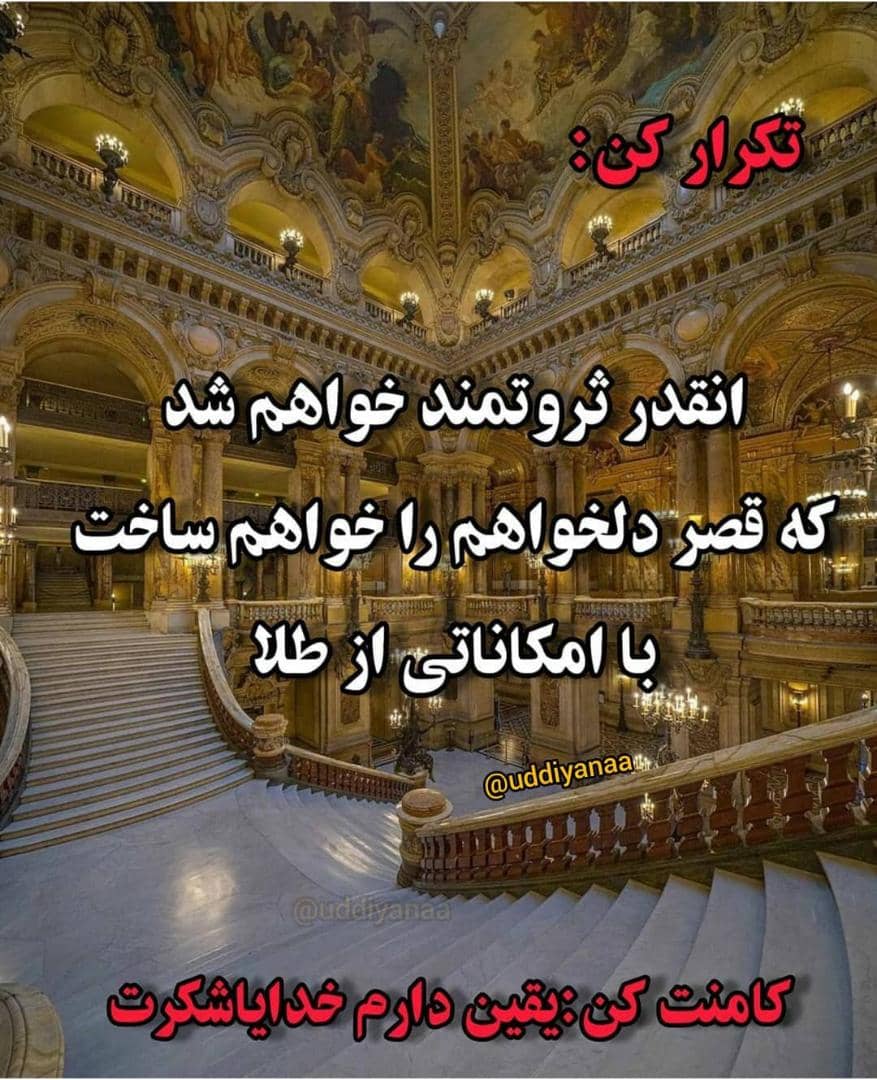 تکرار کن:
انقدر ثروتمند خواهم شد
که قصر دلخواهم را خواهم ساخت
با امکاناتی از طلا
@uddiyanaa
@uddiyanaa
کامنت کن:یقین دارم خدایاشکرت